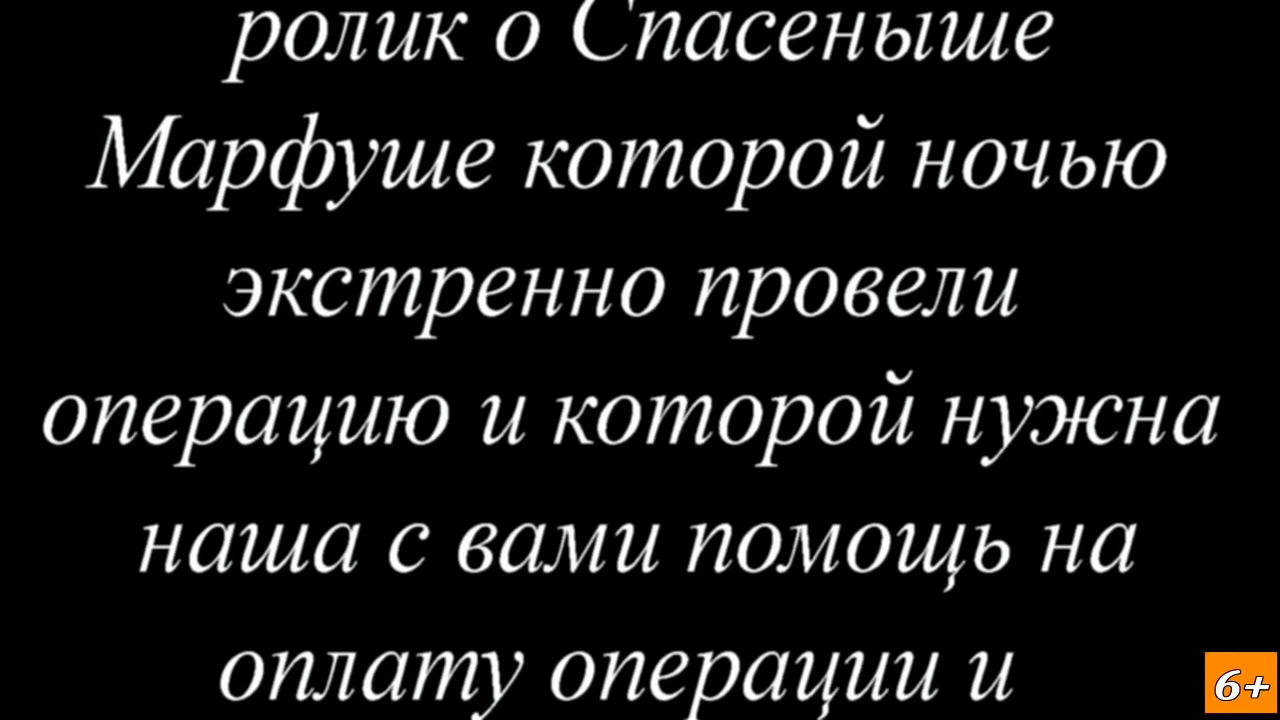 ролик о Спасеныше
Марфуше которой ночью
экстренно провели
операцию и которой нужна
наша с вами помощь на
оплату операции и
6+